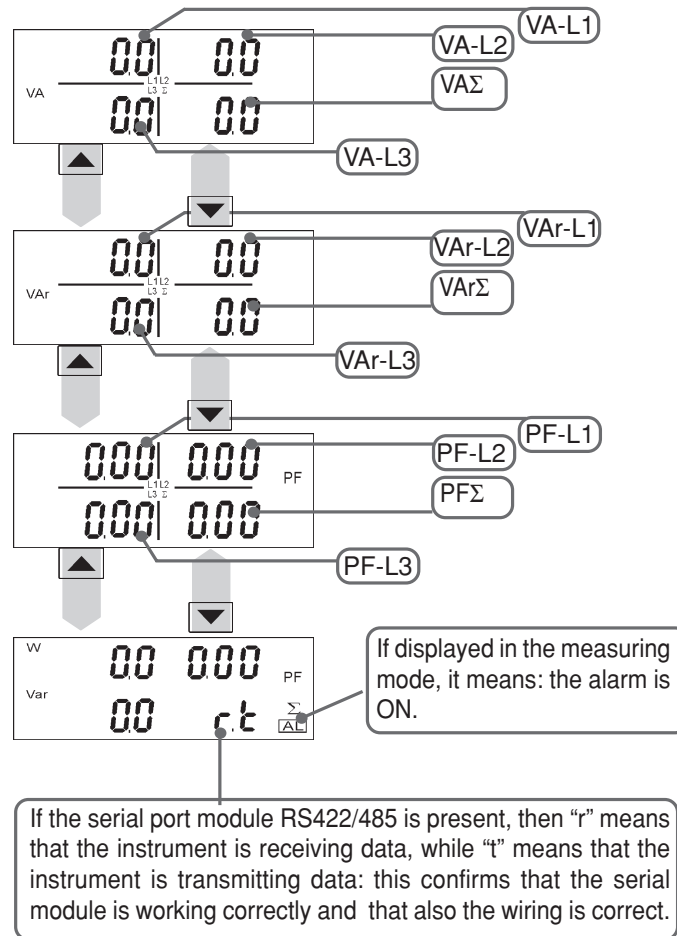 VA-L1
0.0 0.0
VA-L2
L1 L2
L3 Σ
VA
VAΣ
0.0 0.0
VA-L3
VAr-L1
0.0 0.0
VAr-L2
L1 L2
L3 Σ
VAr
VArΣ
0.0 0.0
VAr-L3
PF-L1
0.00 0.00
PF-L2
L1 L2
L3 Σ
PF
PFΣ
0.00 0.00
PF-L3
W
0.0 0.00
PF
Var
0.0 r.t
Σ
AL
If displayed in the measuring
mode, it means: the alarm is
ON.
If the serial port module RS422/485 is present, then “r” means
that the instrument is receiving data, while “t” means that the
instrument is transmitting data: this confirms that the serial
module is working correctly and that also the wiring is correct.